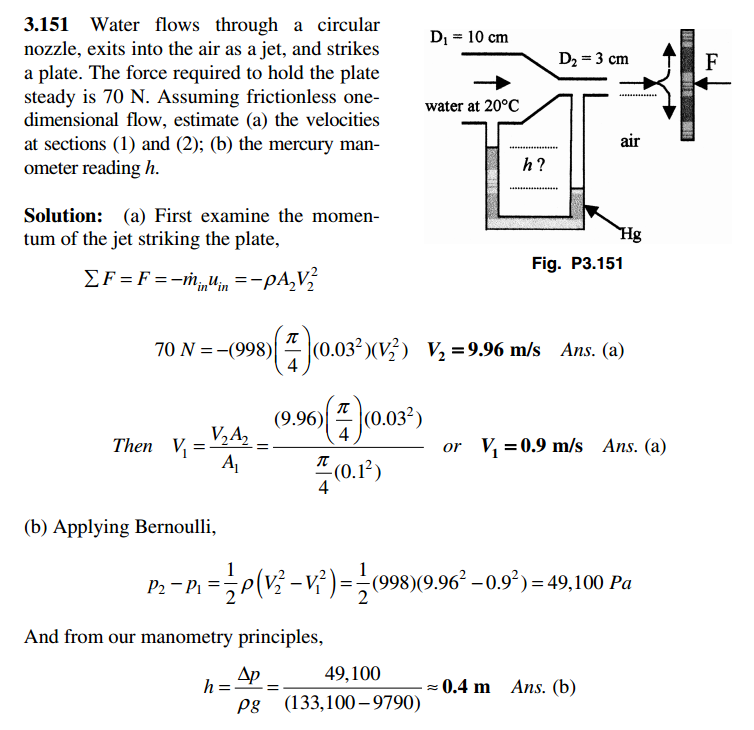 3.151 Water flows through a circular
nozzle, exits into the air as a jet, and strikes
a plate. The force required to hold the plate
steady is 70 N. Assuming frictionless one-
dimensional flow, estimate (a) the velocities
at sections (1) and (2); (b) the mercury man-
ometer reading h.
D₁ = 10 cm
D₂ = 3 cm
F
water at 20°C
air
h ?
Hg
Fig. P3.151
Solution: (a) First examine the momen-
tum of the jet striking the plate,
∑F = F = −ṁ_in u_in = −ρA₂V₂²
70 N = −(998)(π/4)(0.03²)(V₂²) V₂ = 9.96 m/s Ans. (a)
Then V₁ = V₂A₂/A₁ = (9.96)(π/4)(0.03²) / (π/4 (0.1²)) or V₁ = 0.9 m/s Ans. (a)
(b) Applying Bernoulli,
p₂ − p₁ = 1/2 ρ(V₂² − V₁²) = 1/2 (998)(9.96² − 0.9²) = 49,100 Pa
And from our manometry principles,
h = Δp/ρg = 49,100/(133,100 − 9790) ≈ 0.4 m Ans. (b)